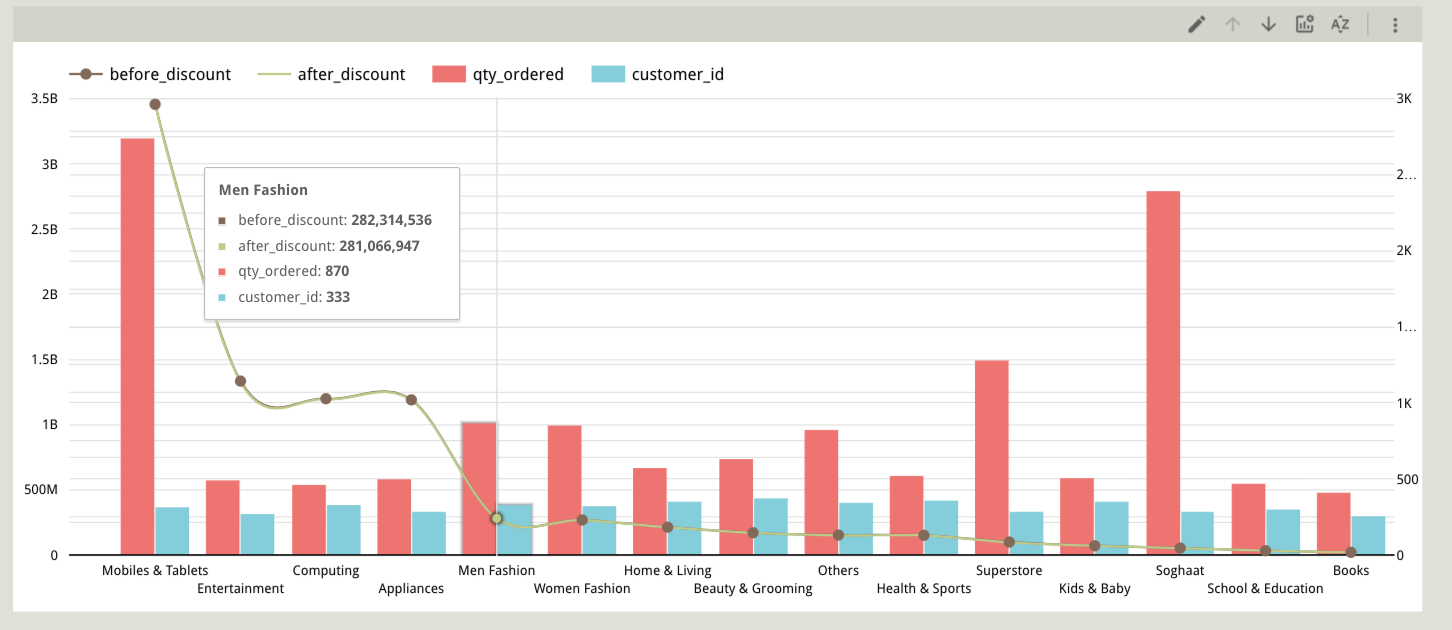 before_discount after_discount qty_ordered customer_id
3.5B 3K
3B 2...
2.5B 2K
2B 1...
1.5B 1K
1B 500
500M 0
0
Men Fashion
before_discount: 282,314,536
after_discount: 281,066,947
qty_ordered: 870
customer_id: 333
Mobiles & Tablets Computing Men Fashion Home & Living Others Superstore Soghaat Books
Entertainment Appliances Women Fashion Beauty & Grooming Health & Sports Kids & Baby School & Education